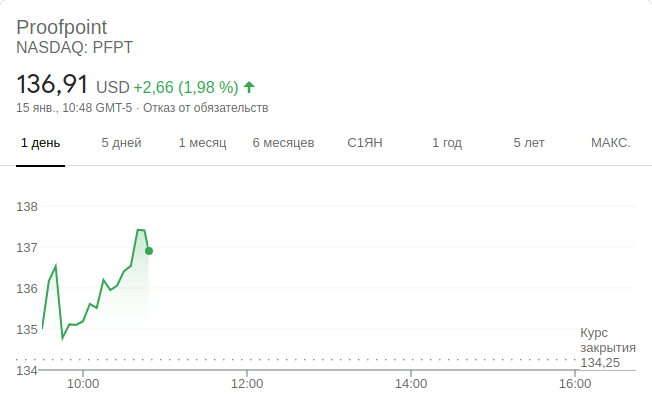 Proofpoint
NASDAQ: PFPT
136,91 USD +2,66 (1,98 %)
15 янв., 10:48 GMT-5 · Отказ от обязательств
1 день 5 дней 1 месяц 6 месяцев С1ЯН 1 год 5 лет МАКС.
138
137
136
135
Курс
закрытия
134,25
134
10:00 12:00 14:00 16:00